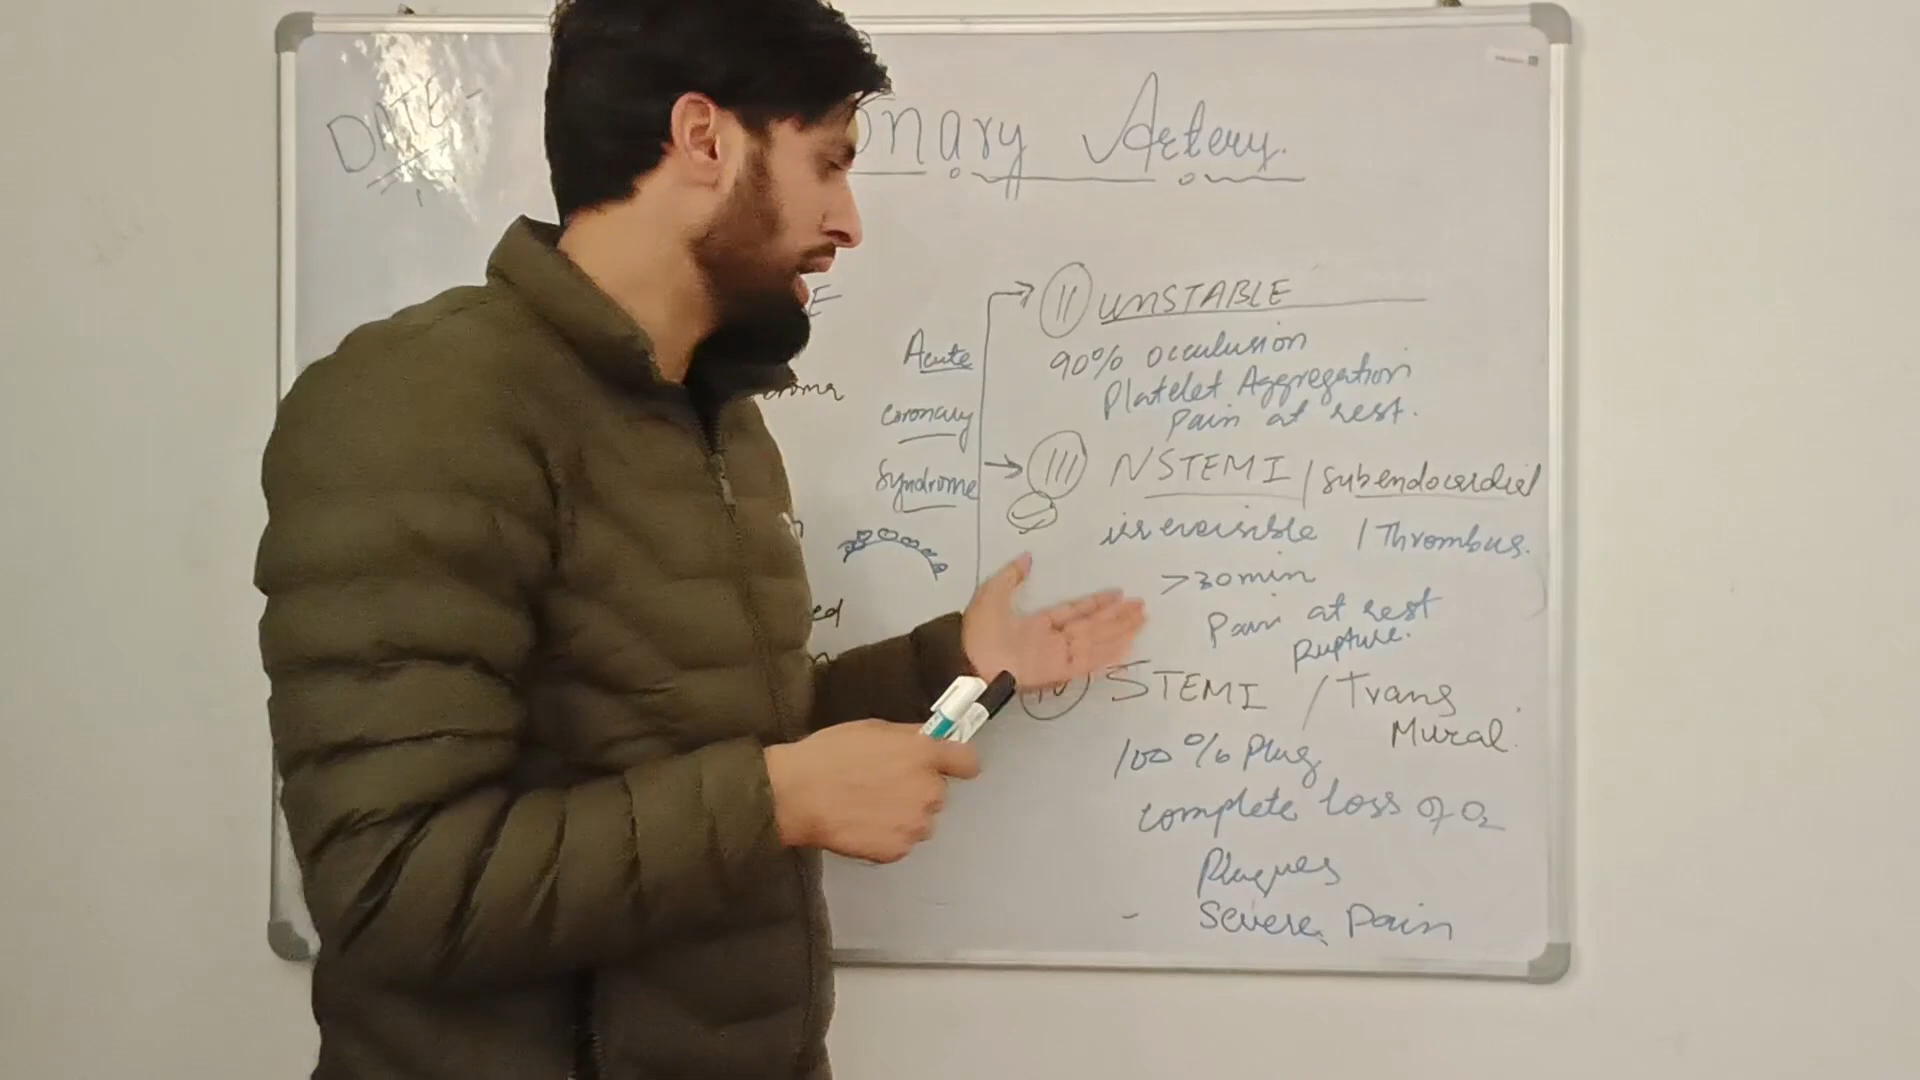 DATE:-
onary Artery.
E
Acute
coronary
Syndrome
II UNSTABLE
90% Occulusion
Platelet Aggregation
Pain at rest.
III NSTEMI / Subendocardial
irreversible / Thrombus.
>30min
Pain at rest
Rupture.
STEMI / Trans
Mural.
100% Plug
complete loss of O2
Plaques
- Severe Pain
ed